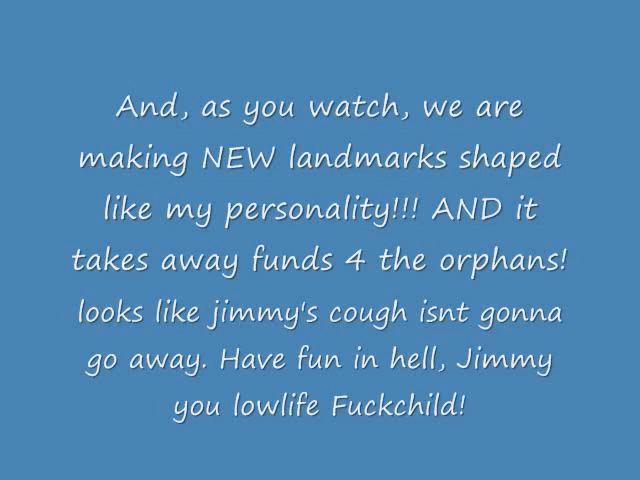 And, as you watch, we are
making NEW landmarks shaped
like my personality!!! AND it
takes away funds 4 the orphans!
looks like jimmy's cough isnt gonna
go away. Have fun in hell, Jimmy
you lowlife Fuckchild!